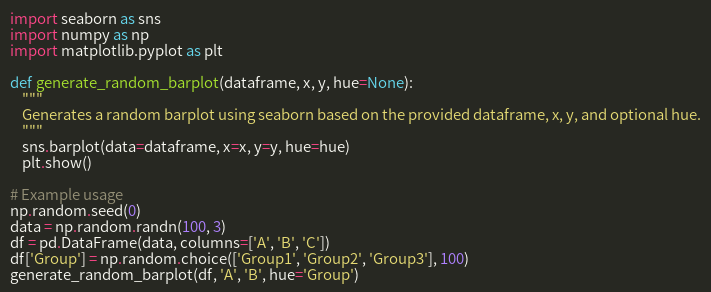 import seaborn as sns
import numpy as np
import matplotlib.pyplot as plt

def generate_random_barplot(dataframe, x, y, hue=None):
    """
    Generates a random barplot using seaborn based on the provided dataframe, x, y, and optional hue.
    """
    sns.barplot(data=dataframe, x=x, y=y, hue=hue)
    plt.show()

# Example usage
np.random.seed(0)
data = np.random.randn(100, 3)
df = pd.DataFrame(data, columns=['A', 'B', 'C'])
df['Group'] = np.random.choice(['Group1', 'Group2', 'Group3'], 100)
generate_random_barplot(df, 'A', 'B', hue='Group')